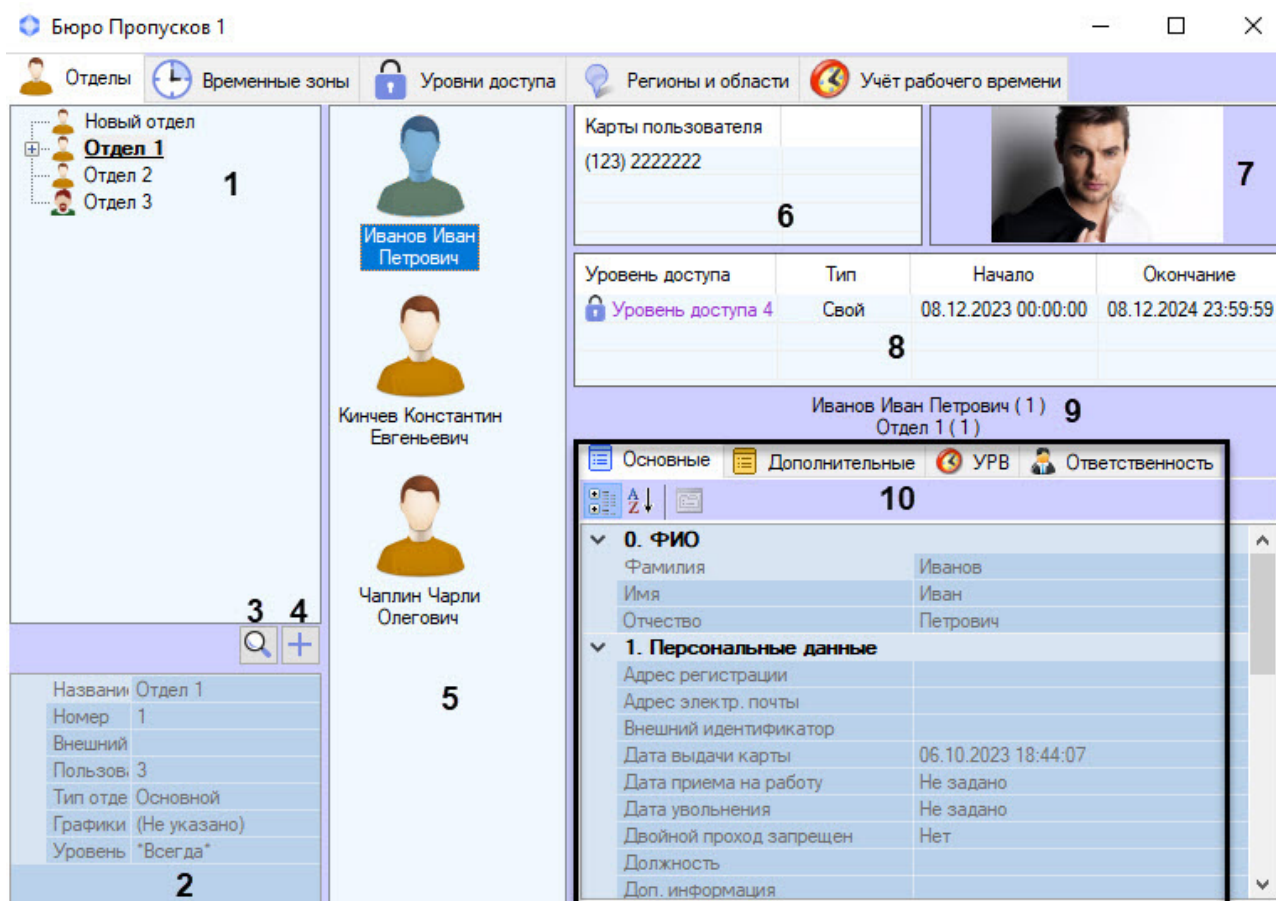 Бюро Пропусков 1
Отделы
Временные зоны
Уровни доступа
Регионы и области
Учёт рабочего времени
Новый отдел
Отдел 1
Отдел 2
Отдел 3
1
3 4
Названи Отдел 1
Номер 1
Внешний
Пользов 3
Тип отде Основной
Графики (Не указано)
Уровень *Всегда*
2
Иванов Иван
Петрович
Кинчев Константин
Евгеньевич
Чаплин Чарли
Олегович
5
Карты пользователя
(123) 2222222
6
7
Уровень доступа Тип Начало Окончание
Уровень доступа 4 Свой 08.12.2023 00:00:00 08.12.2024 23:59:59
8
Иванов Иван Петрович ( 1 )
Отдел 1 ( 1 )
9
Основные Дополнительные УРВ Ответственность
10
0. ФИО
Фамилия Иванов
Имя Иван
Отчество Петрович
1. Персональные данные
Адрес регистрации
Адрес электр. почты
Внешний идентификатор
Дата выдачи карты 06.10.2023 18:44:07
Дата приема на работу Не задано
Дата увольнения Не задано
Двойной проход запрещен Нет
Должность
Доп. информация